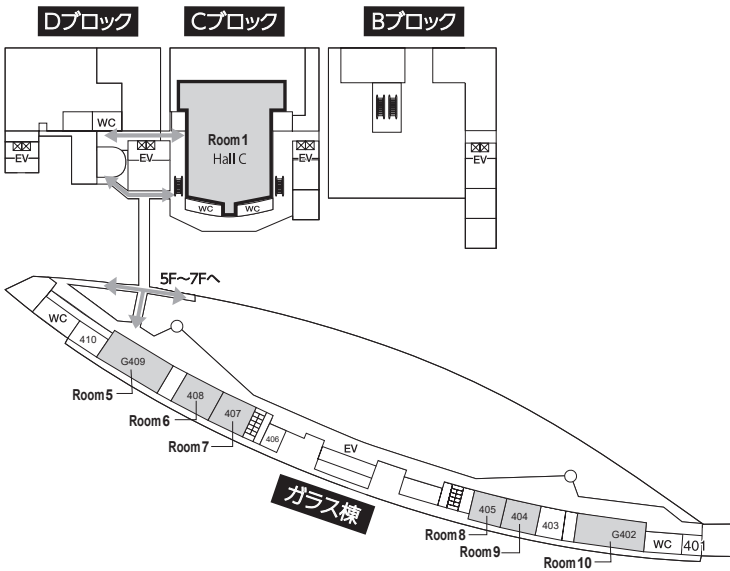 Dブロック
Cブロック
Bブロック
WC
Room 1
Hall C
EV
EV
EV
EV
WC
WC
5F～7Fへ
WC
410
G409
Room 5
408
Room 6
407
Room 7
406
EV
ガラス棟
405
Room 8
404
Room 9
403
G402
Room 10
WC
401